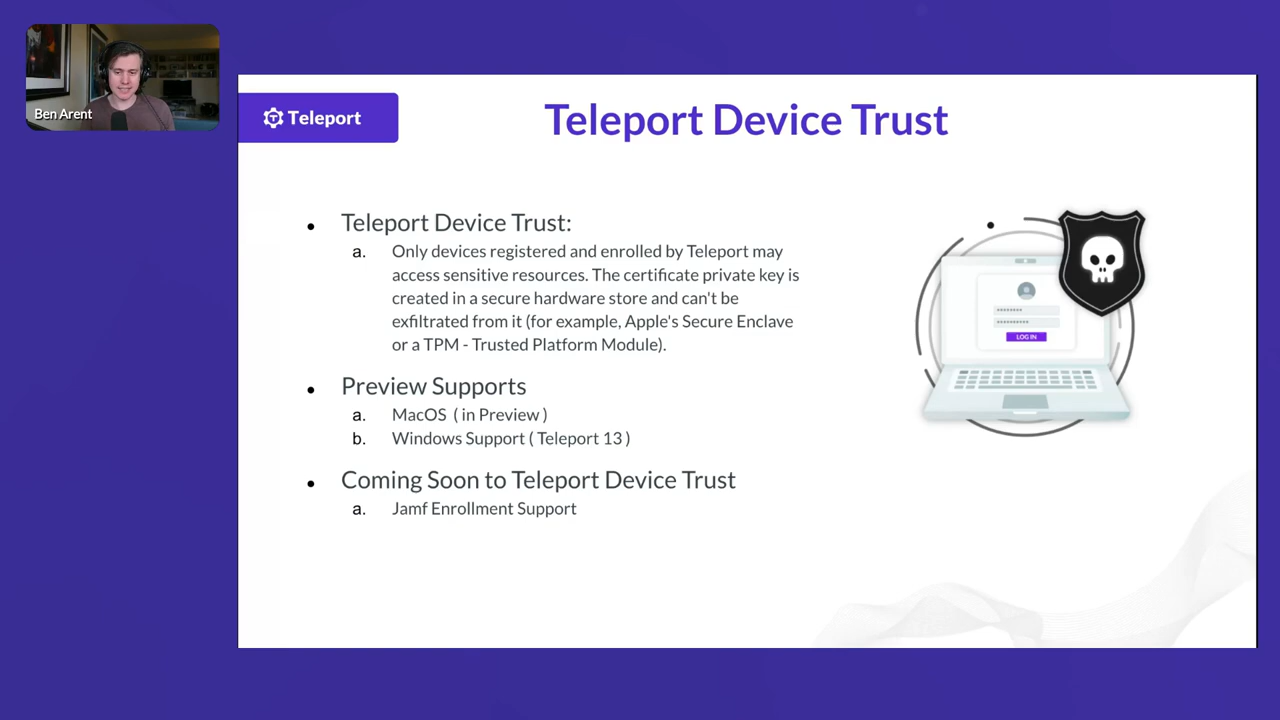 Ben Arent
Teleport
Teleport Device Trust
• Teleport Device Trust:
a. Only devices registered and enrolled by Teleport may
access sensitive resources. The certificate private key is
created in a secure hardware store and can't be
exfiltrated from it (for example, Apple's Secure Enclave
or a TPM - Trusted Platform Module).
• Preview Supports
a. MacOS ( in Preview )
b. Windows Support ( Teleport 13 )
• Coming Soon to Teleport Device Trust
a. Jamf Enrollment Support
LOG IN